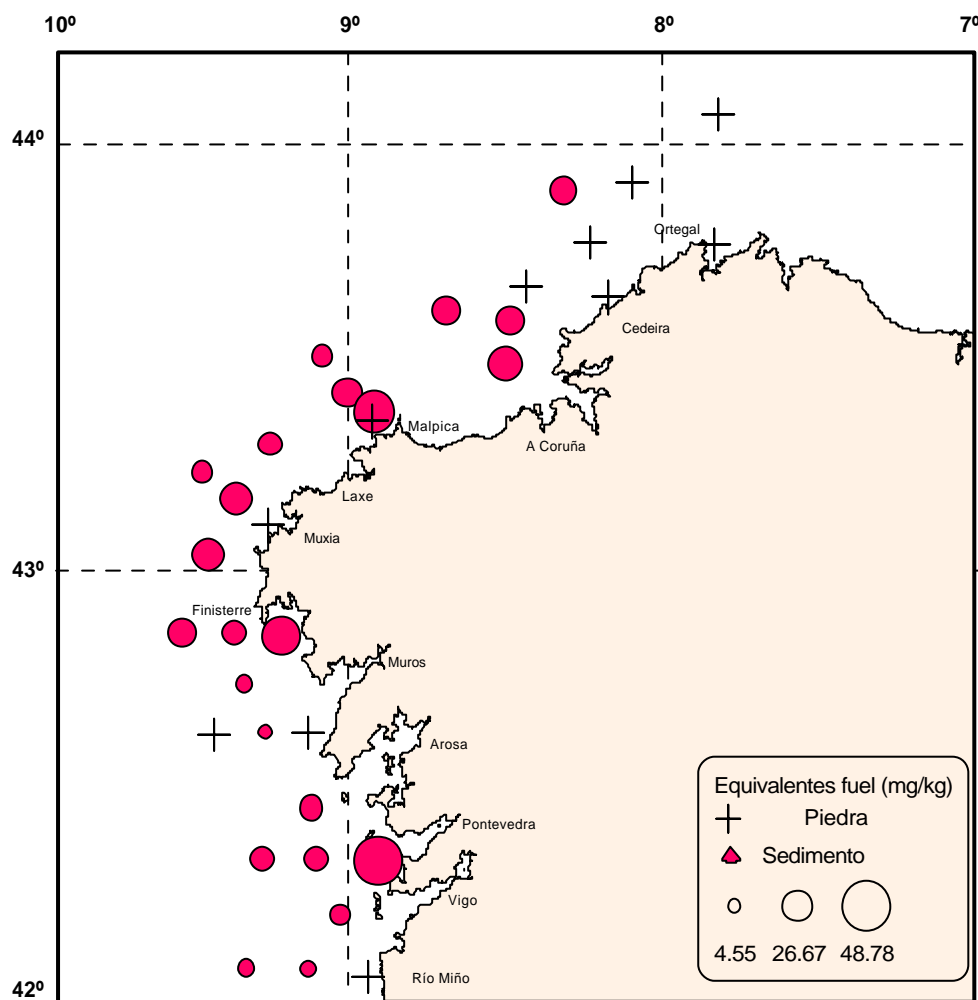 10º 9º 8º 7º
44º
Ortegal
Cedeira
Malpica
A Coruña
Laxe
Muxia
43º
Finisterre
Muros
Arosa
Pontevedra
Vigo
Río Miño
42º
Equivalentes fuel (mg/kg)
Piedra
Sedimento
4.55 26.67 48.78